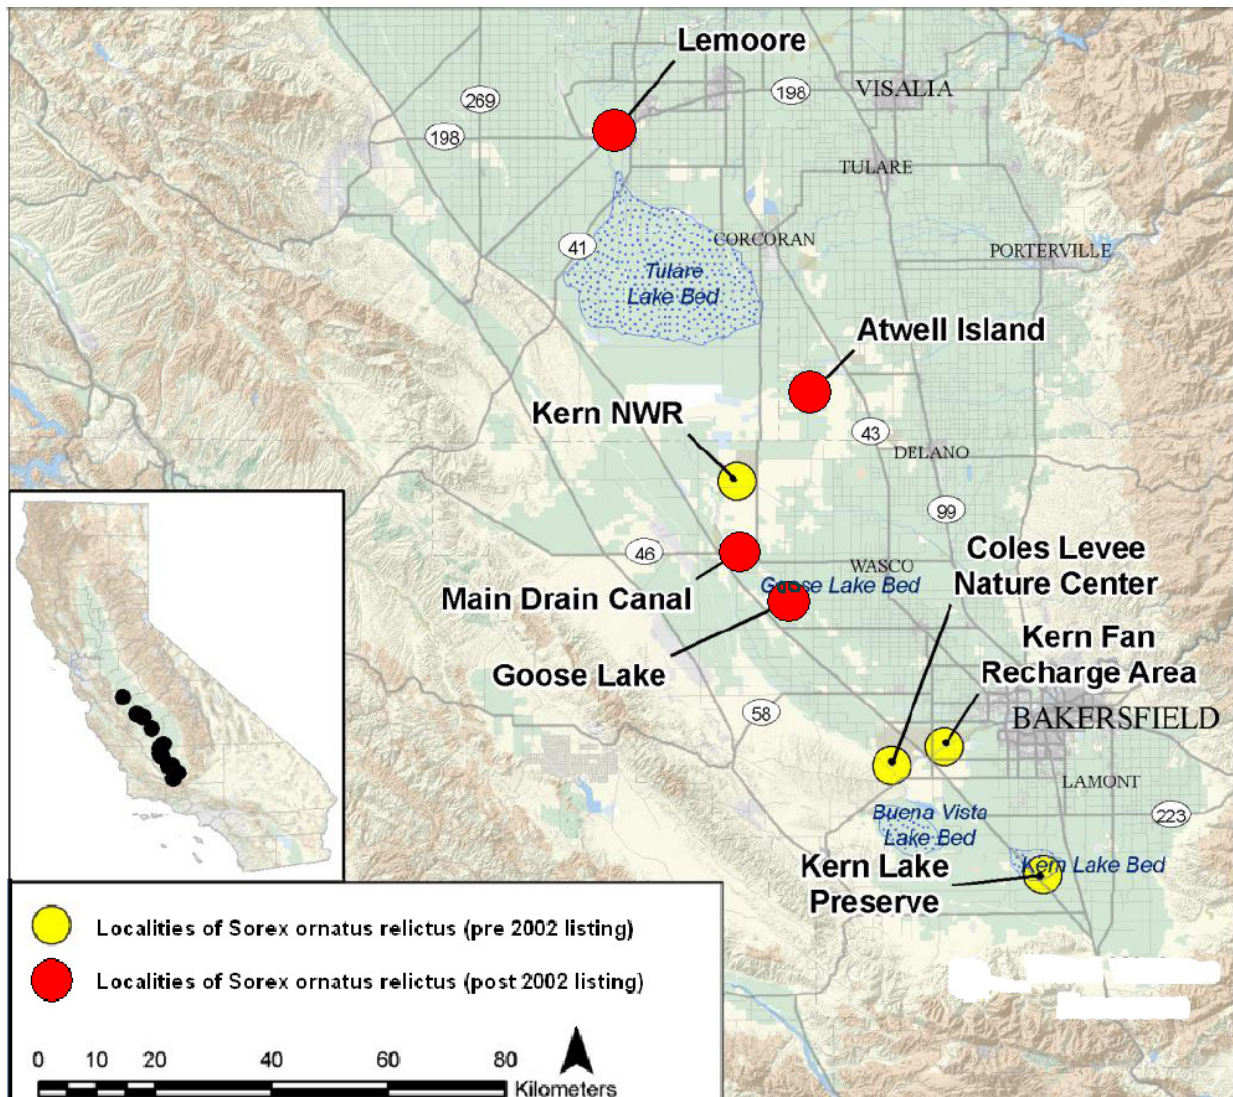 Lemoore
198
VISALIA
269
198
TULARE
41
CORCORAN
PORTERVILLE
Tulare
Lake Bed
Atwell Island
Kern NWR
43
DELANO
99
46
Coles Levee
Nature Center
WASCO
Goose Lake Bed
Main Drain Canal
Kern Fan
Recharge Area
Goose Lake
58
BAKERSFIELD
LAMONT
Buena Vista
Lake Bed
223
Kern Lake
Preserve
Kern Lake Bed
Localities of Sorex ornatus relictus (pre 2002 listing)
Localities of Sorex ornatus relictus (post 2002 listing)
0 10 20 40 60 80
Kilometers